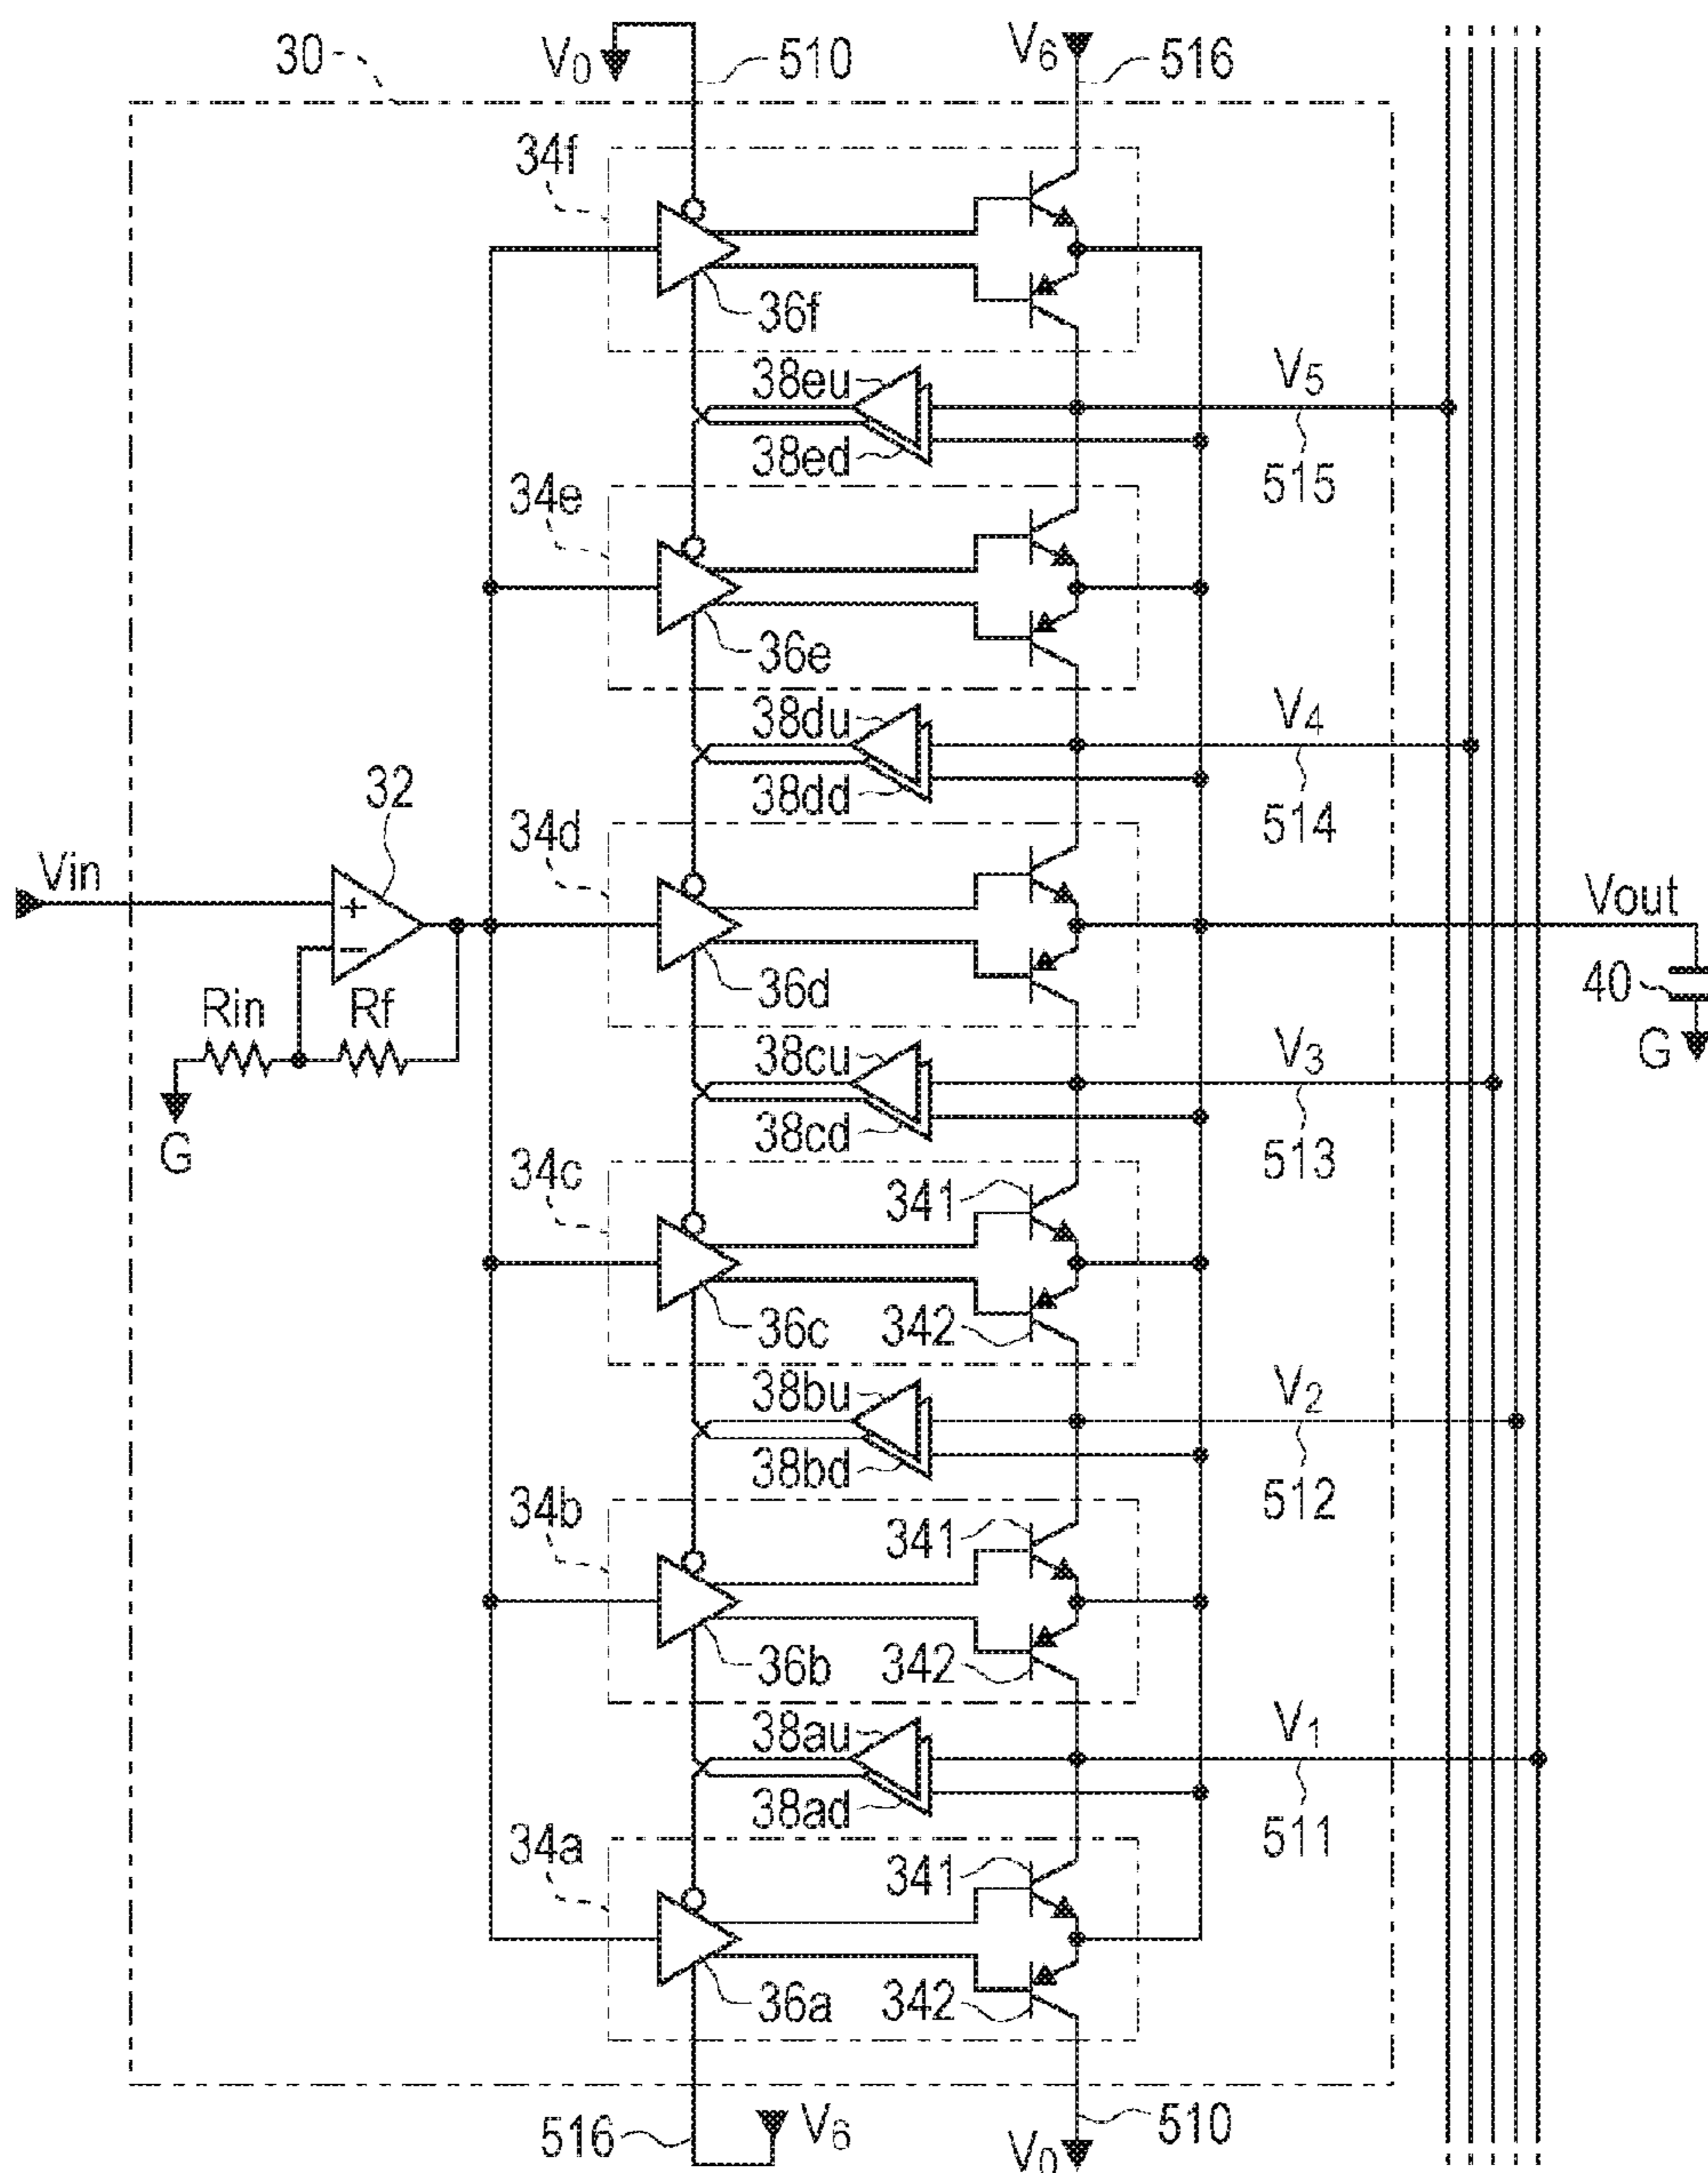 30
V0
510
V6
516
34f
36f
38eu
V5
38ed
515
34e
36e
38du
V4
38dd
514
34d
32
Vin
+
−
Vout
36d
40
Rin
Rf
G
38cu
V3
G
38cd
513
34c
341
36c
342
38bu
V2
38bd
512
34b
341
36b
342
38au
V1
38ad
511
34a
341
36a
342
516
V6
510
V0